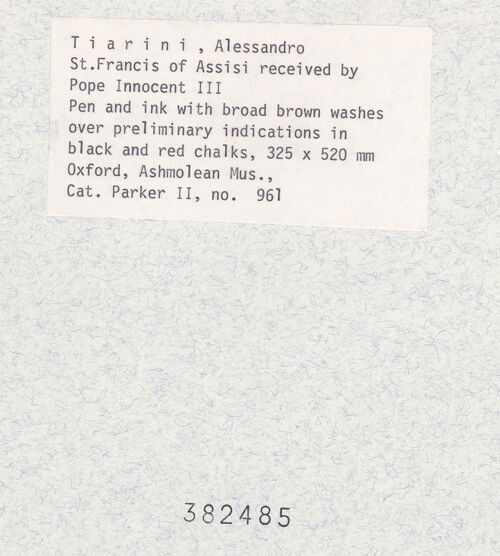 T i a r i n i , Alessandro
St.Francis of Assisi received by
Pope Innocent III
Pen and ink with broad brown washes
over preliminary indications in
black and red chalks, 325 x 520 mm
Oxford, Ashmolean Mus.,
Cat. Parker II, no. 961
382485